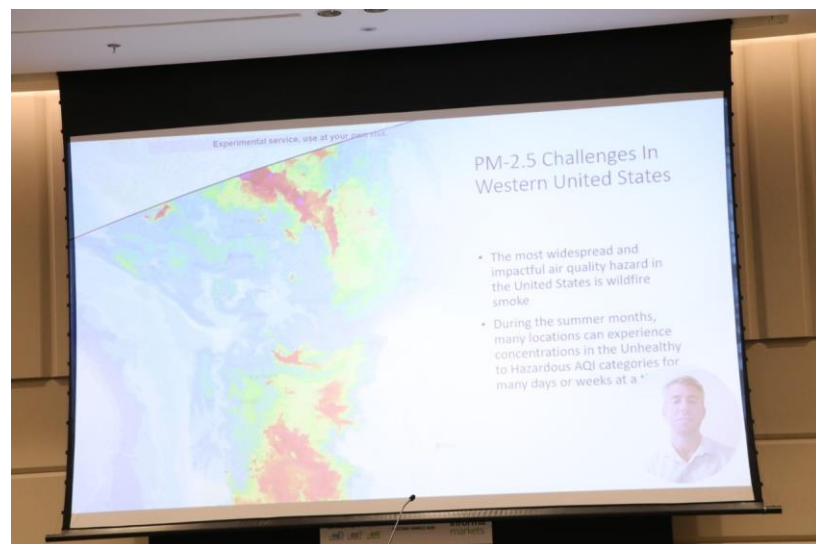 Experimental service, use at your own risk.
PM-2.5 Challenges In
Western United States
• The most widespread and
impactful air quality hazard in
the United States is wildfire
smoke
• During the summer months,
many locations can experience
concentrations in the Unhealthy
to Hazardous AQI categories for
many days or weeks at a
informa
markets